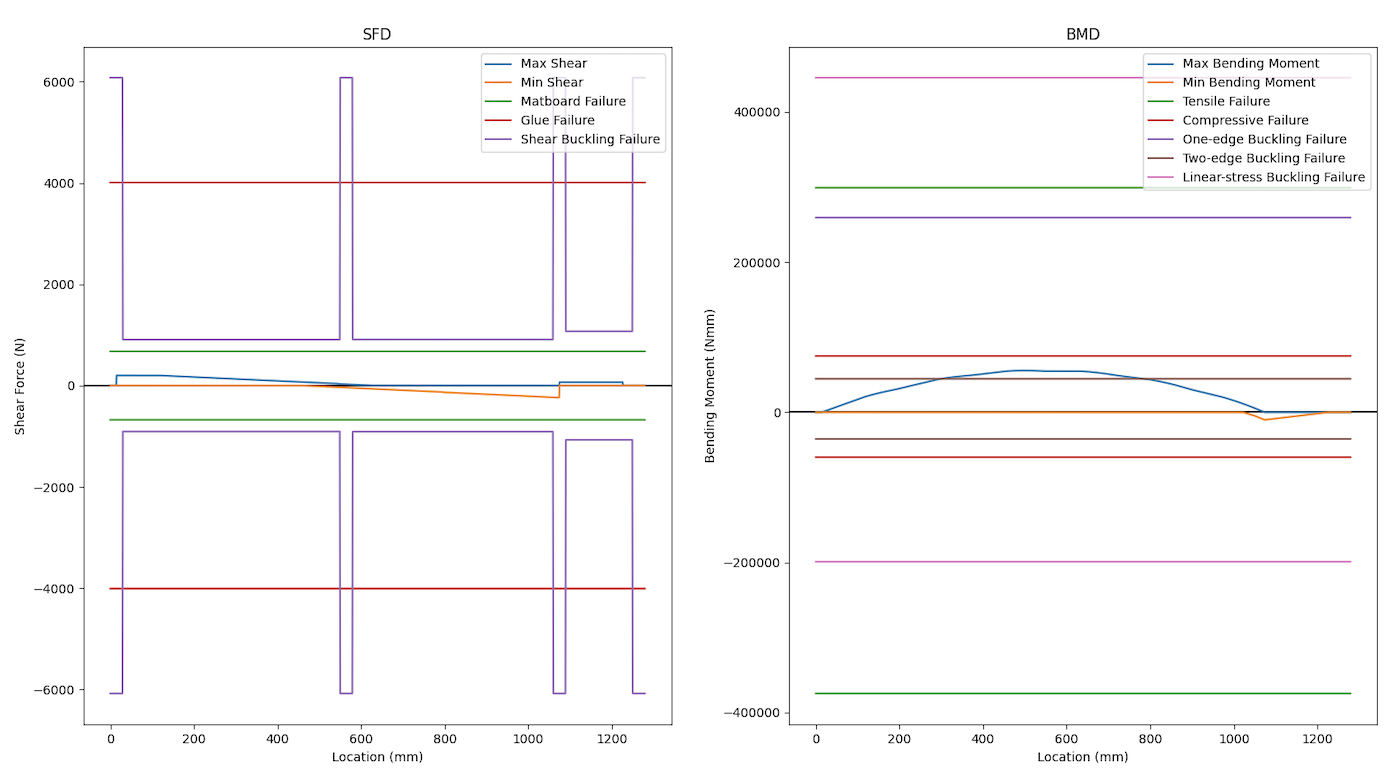 SFD
Max Shear
Min Shear
Matboard Failure
Glue Failure
Shear Buckling Failure
6000
4000
2000
0
−2000
−4000
−6000
Shear Force (N)
0 200 400 600 800 1000 1200
Location (mm)
BMD
Max Bending Moment
Min Bending Moment
Tensile Failure
Compressive Failure
One-edge Buckling Failure
Two-edge Buckling Failure
Linear-stress Buckling Failure
400000
200000
0
−200000
−400000
Bending Moment (Nmm)
0 200 400 600 800 1000 1200
Location (mm)